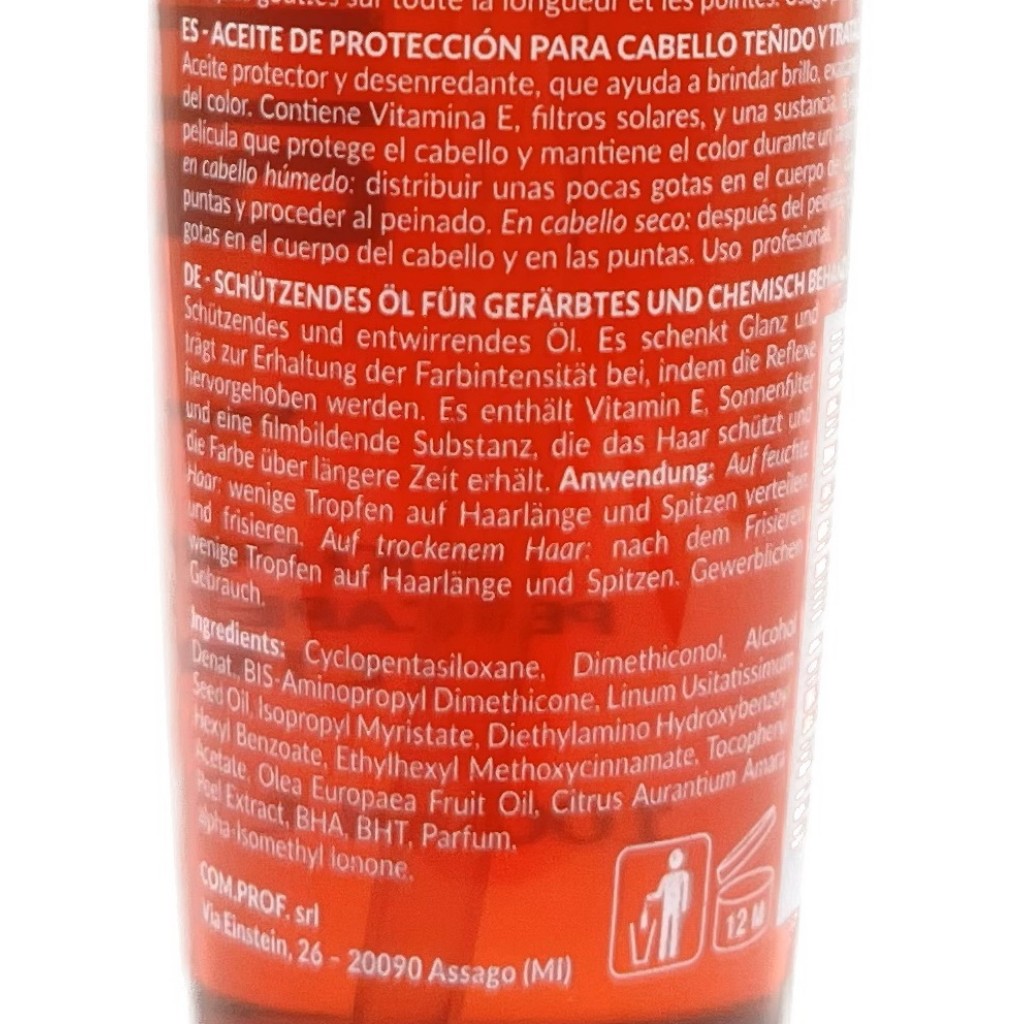 gouttes sur toute la longueur et les pointes.
ES - ACEITE DE PROTECCIÓN PARA CABELLO TEÑIDO Y
Aceite protector y desenredante, que ayuda a brindar brillo,
del color. Contiene Vitamina E, filtros solares, y una sustancia
película que protege el cabello y mantiene el color durante un
en cabello húmedo: distribuir unas pocas gotas en el cuerpo
puntas y proceder al peinado. En cabello seco: después del
gotas en el cuerpo del cabello y en las puntas. Uso profesional.
DE - SCHÜTZENDES ÖL FÜR GEFÄRBTES UND CHEMISCH
Schützendes und entwirrendes Öl. Es schenkt Glanz und
trägt zur Erhaltung der Farbintensität bei, indem die Reflexe
hervorgehoben werden. Es enthält Vitamin E, Sonnenfilter
und eine filmbildende Substanz, die das Haar schützt und
die Farbe über längere Zeit erhält. Anwendung: Auf feuchte
Haar: wenige Tropfen auf Haarlänge und Spitzen verteilen
und frisieren. Auf trockenem Haar: nach dem Frisieren
wenige Tropfen auf Haarlänge und Spitzen. Gewerblichen
Gebrauch.
Ingredients: Cyclopentasiloxane, Dimethiconol, Alcohol
Denat., BIS-Aminopropyl Dimethicone, Linum Usitatissimum
Seed Oil, Isopropyl Myristate, Diethylamino Hydroxybenzoyl
Hexyl Benzoate, Ethylhexyl Methoxycinnamate, Tocopheryl
Acetate, Olea Europaea Fruit Oil, Citrus Aurantium Amara
Peel Extract, BHA, BHT, Parfum,
Alpha-Isomethyl Ionone.
COM.PROF. srl
Via Einstein, 26 - 20090 Assago (MI)
12 M